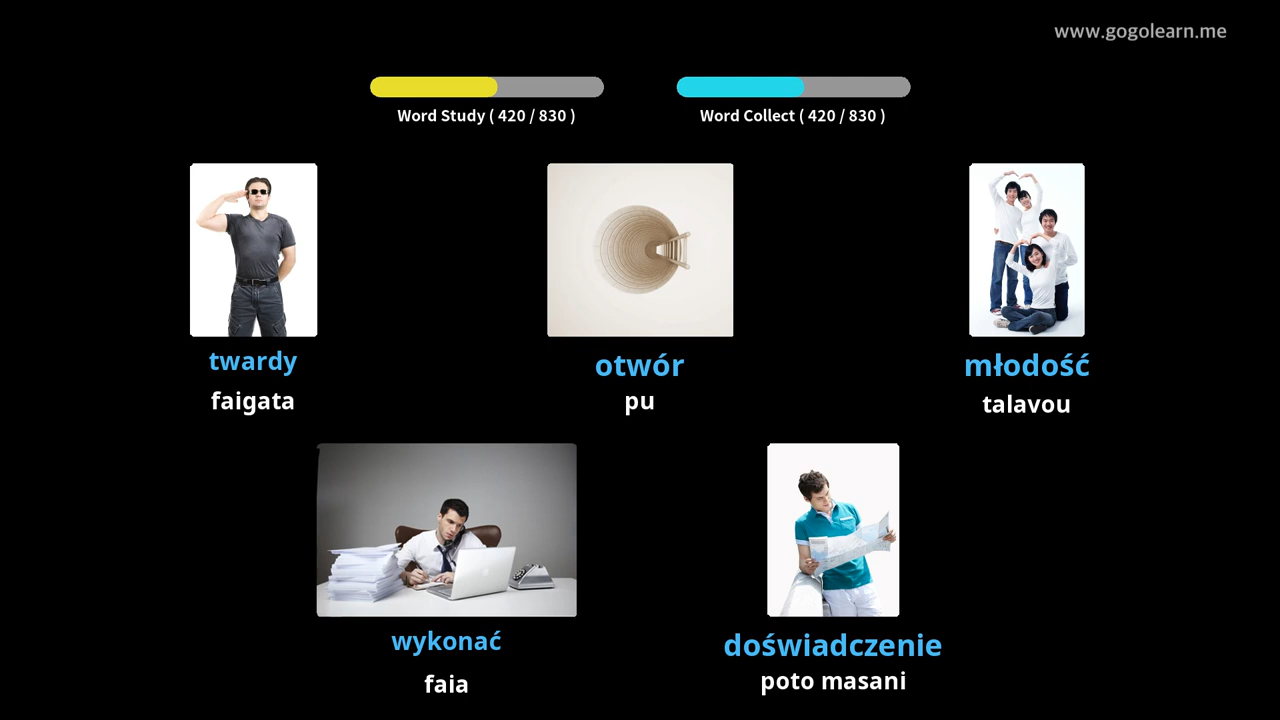 www.gogolearn.me
Word Study ( 420 / 830 )
Word Collect ( 420 / 830 )
twardy
faigata
otwór
pu
młodość
talavou
wykonać
faia
doświadczenie
poto masani